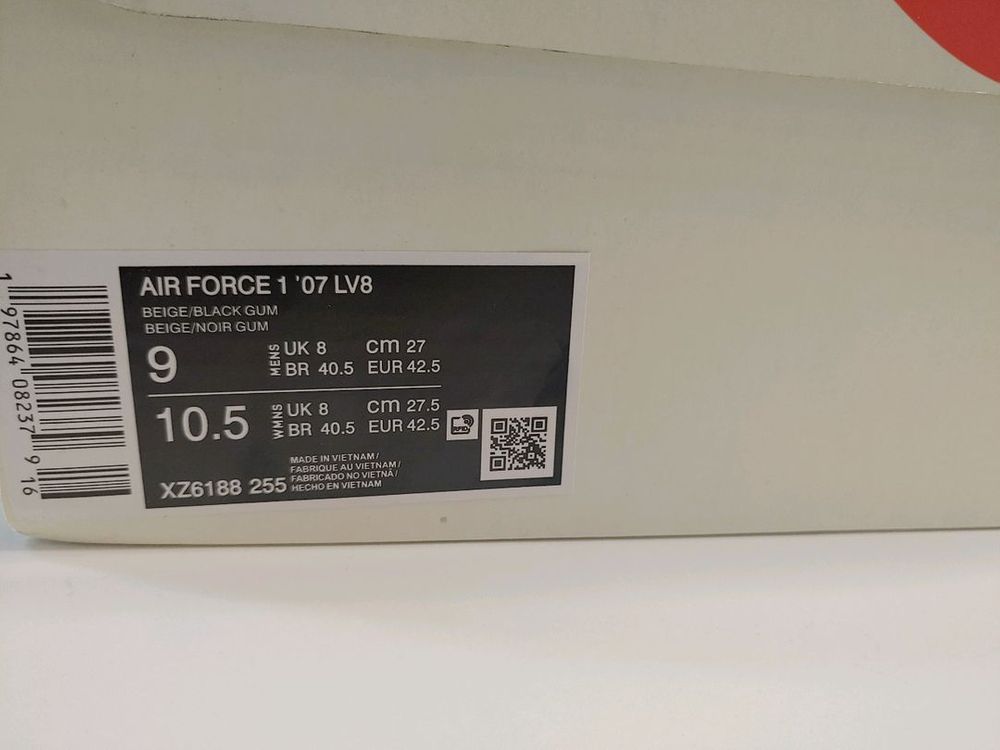 AIR FORCE 1 '07 LV8
BEIGE/BLACK GUM
BEIGE/NOIR GUM
9 MENS UK 8 cm 27
BR 40.5 EUR 42.5
10.5 WMNS UK 8 cm 27.5
BR 40.5 EUR 42.5
MADE IN VIETNAM/
FABRIQUE AU VIETNAM/
FABRICADO NO VIETNÃ/
HECHO EN VIETNAM
XZ6188 255
1 97864 08237 9 16